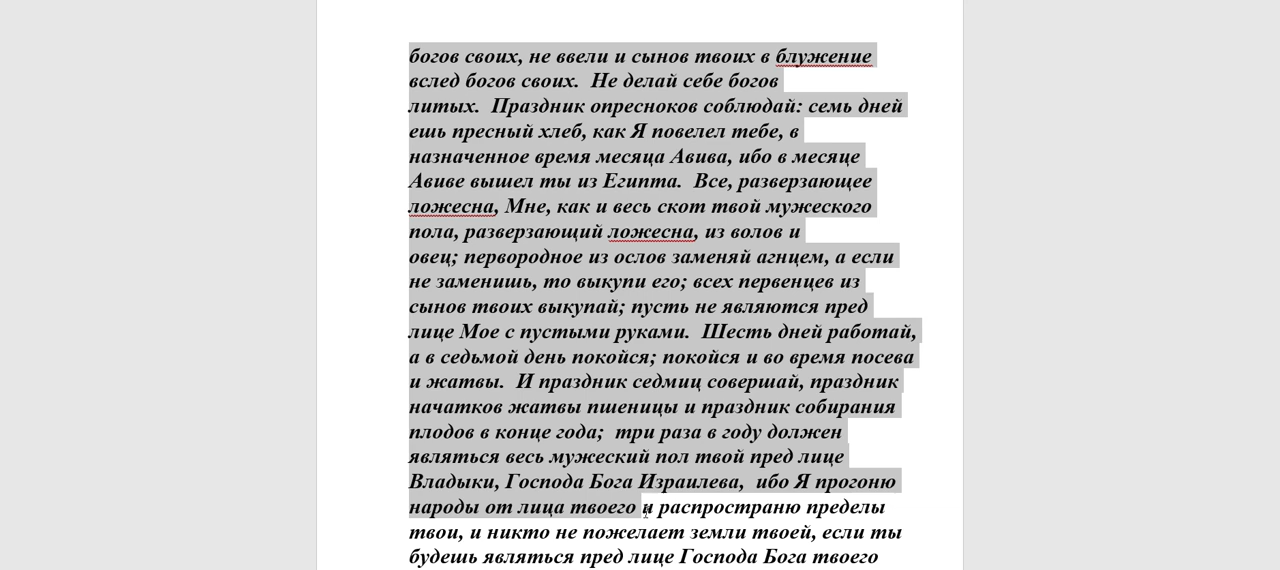 богов своих, не ввели и сынов твоих в блужение
вслед богов своих.  Не делай себе богов
литых.  Праздник опресноков соблюдай: семь дней
ешь пресный хлеб, как Я повелел тебе, в
назначенное время месяца Авива, ибо в месяце
Авиве вышел ты из Египта.  Все, разверзающее
ложесна, Мне, как и весь скот твой мужеского
пола, разверзающий ложесна, из волов и
овец; первородное из ослов заменяй агнцем, а если
не заменишь, то выкупи его; всех первенцев из
сынов твоих выкупай; пусть не являются пред
лице Мое с пустыми руками.  Шесть дней работай,
а в седьмой день покойся; покойся и во время посева
и жатвы.  И праздник седмиц совершай, праздник
начатков жатвы пшеницы и праздник собирания
плодов в конце года;  три раза в году должен
являться весь мужеский пол твой пред лице
Владыки, Господа Бога Израилева,  ибо Я прогоню
народы от лица твоего и распространю пределы
твои, и никто не пожелает земли твоей, если ты
будешь являться пред лице Господа Бога твоего